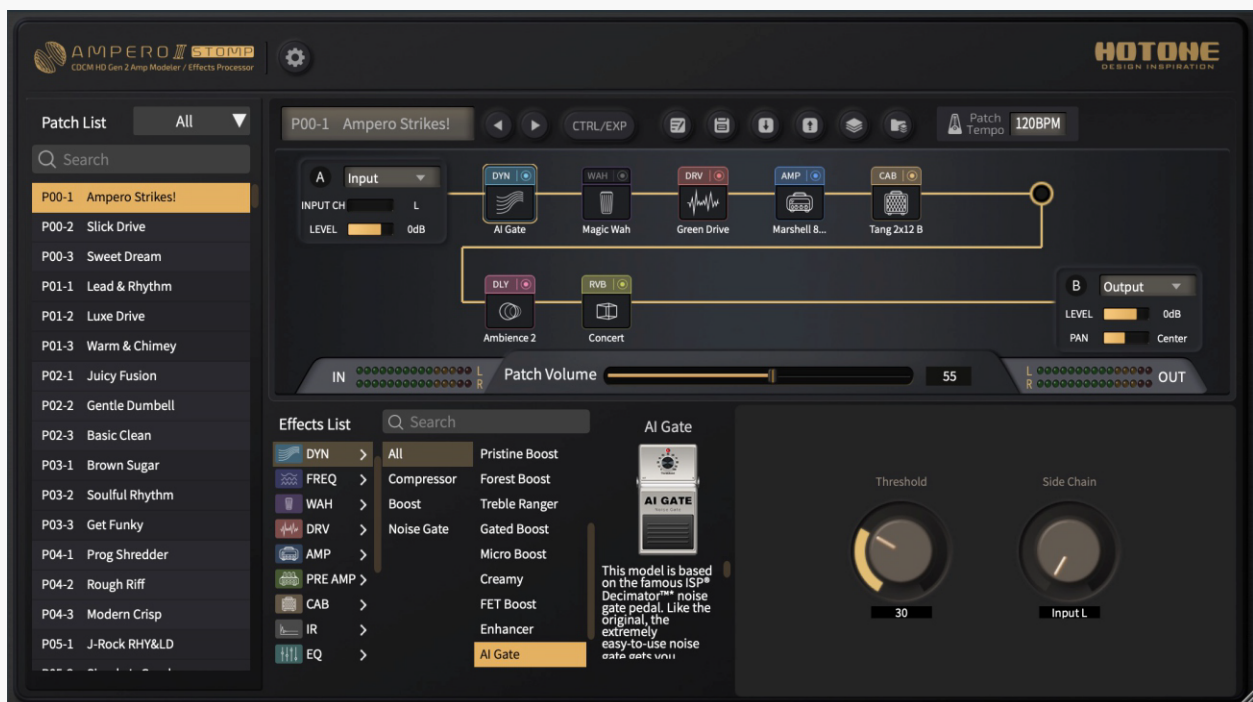 AMPERO II STOMP
CDCM HD Gen 2 Amp Modeler / Effects Processor
HOTONE
DESIGN INSPIRATION
Patch List All
Search
P00-1 Ampero Strikes!
P00-2 Slick Drive
P00-3 Sweet Dream
P01-1 Lead & Rhythm
P01-2 Luxe Drive
P01-3 Warm & Chimey
P02-1 Juicy Fusion
P02-2 Gentle Dumbell
P02-3 Basic Clean
P03-1 Brown Sugar
P03-2 Soulful Rhythm
P03-3 Get Funky
P04-1 Prog Shredder
P04-2 Rough Riff
P04-3 Modern Crisp
P05-1 J-Rock RHY&LD
P00-1 Ampero Strikes!
CTRL/EXP
Patch
Tempo
120BPM
A Input
INPUT CH L
LEVEL 0dB
DYN
AI Gate
WAH
Magic Wah
DRV
Green Drive
AMP
Marshell 8...
CAB
Tang 2x12 B
DLY
Ambience 2
RVB
Concert
B Output
LEVEL 0dB
PAN Center
IN
L
R
Patch Volume
55
L
R
OUT
Effects List
Search
DYN
FREQ
WAH
DRV
AMP
PRE AMP
CAB
IR
EQ
All
Compressor
Boost
Noise Gate
Pristine Boost
Forest Boost
Treble Ranger
Gated Boost
Micro Boost
Creamy
FET Boost
Enhancer
AI Gate
AI Gate
AI GATE
Noise Gate
This model is based
on the famous ISP®
Decimator™* noise
gate pedal. Like the
original, the
extremely
easy-to-use noise
gate gets you
Threshold
30
Side Chain
Input L